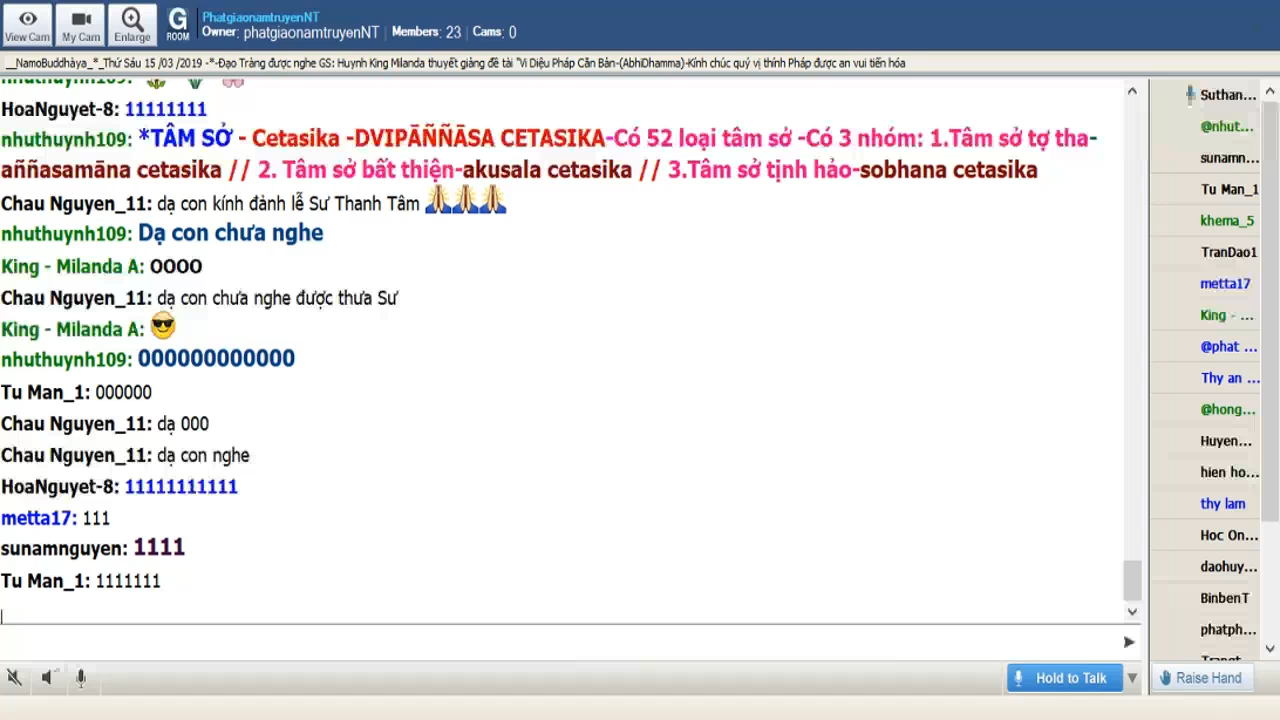 PhatgiaonamtruyenNT
Owner: phatgiaonamtruyenNT Members: 23 Cams: 0
View Cam My Cam Enlarge G ROOM
__NamoBuddhàya_*_Thứ Sáu 15 /03 /2019 -*-Đạo Tràng được nghe GS: Huynh King Milanda thuyết giảng đề tài "Vi Diệu Pháp Căn Bản-(AbhiDhamma)-Kính chúc quý vị thính Pháp được an vui tiến hóa
nhuthuynh109:
HoaNguyet-8: 11111111
nhuthuynh109: *TÂM SỞ - Cetasika -DVIPÃÑÑÃSA CETASIKA-Có 52 loại tâm sở -Có 3 nhóm: 1.Tâm sở tợ tha-
aññasamāna cetasika // 2. Tâm sở bất thiện-akusala cetasika // 3.Tâm sở tịnh hảo-sobhana cetasika
Chau Nguyen_11: dạ con kính đảnh lễ Sư Thanh Tâm
nhuthuynh109: Dạ con chưa nghe
King - Milanda A: OOOO
Chau Nguyen_11: dạ con chưa nghe được thưa Sư
King - Milanda A:
nhuthuynh109: 000000000000
Tu Man_1: 000000
Chau Nguyen_11: dạ 000
Chau Nguyen_11: dạ con nghe
HoaNguyet-8: 11111111111
metta17: 111
sunamnguyen: 1111
Tu Man_1: 1111111
Suthan...
@nhut...
sunamn...
Tu Man_1
khema_5
TranDao1
metta17
King - ...
@phat ...
Thy an ...
@hong...
Huyen...
hien ho...
thy lam
Hoc On...
daohuy...
BinbenT
phatph...
Hold to Talk
Raise Hand